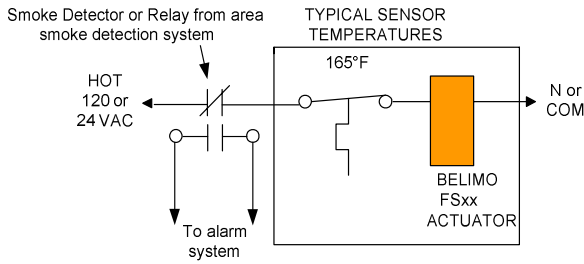 Smoke Detector or Relay from area
smoke detection system
TYPICAL SENSOR
TEMPERATURES
165°F
HOT
120 or
24 VAC
N or
COM
BELIMO
FSxx
ACTUATOR
To alarm
system